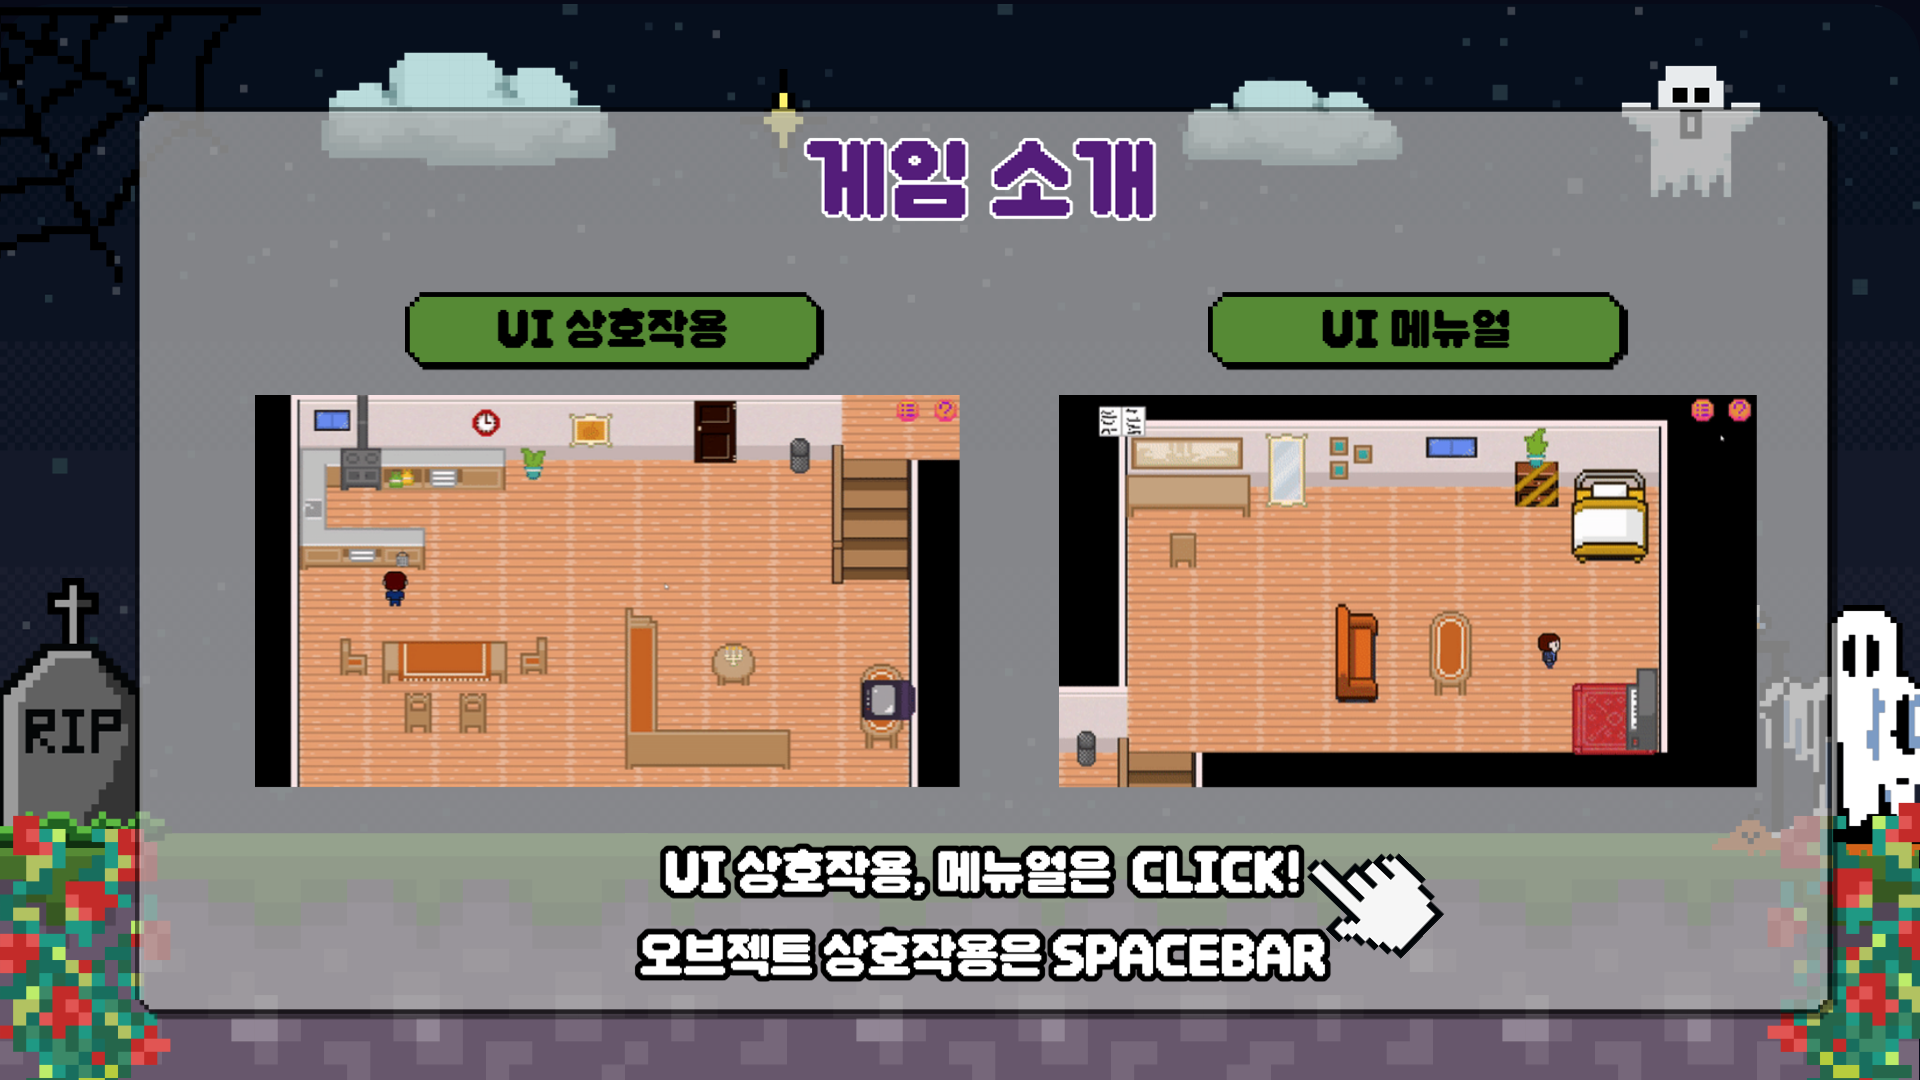 게임 소개
UI 상호작용
UI 메뉴얼
UI 상호작용, 메뉴얼은 CLICK!
오브젝트 상호작용은 SPACEBAR
RIP